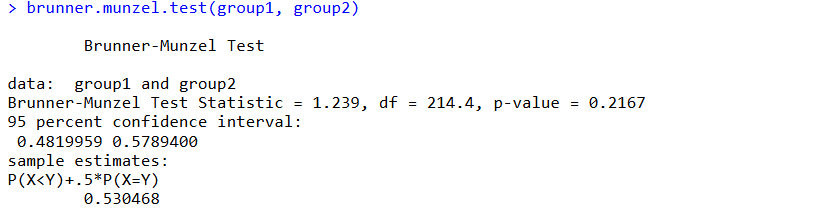 > brunner.munzel.test(group1, group2)
Brunner-Munzel Test
data:  group1 and group2
Brunner-Munzel Test Statistic = 1.239, df = 214.4, p-value = 0.2167
95 percent confidence interval:
0.4819959 0.5789400
sample estimates:
P(X<Y)+.5*P(X=Y)
0.530468